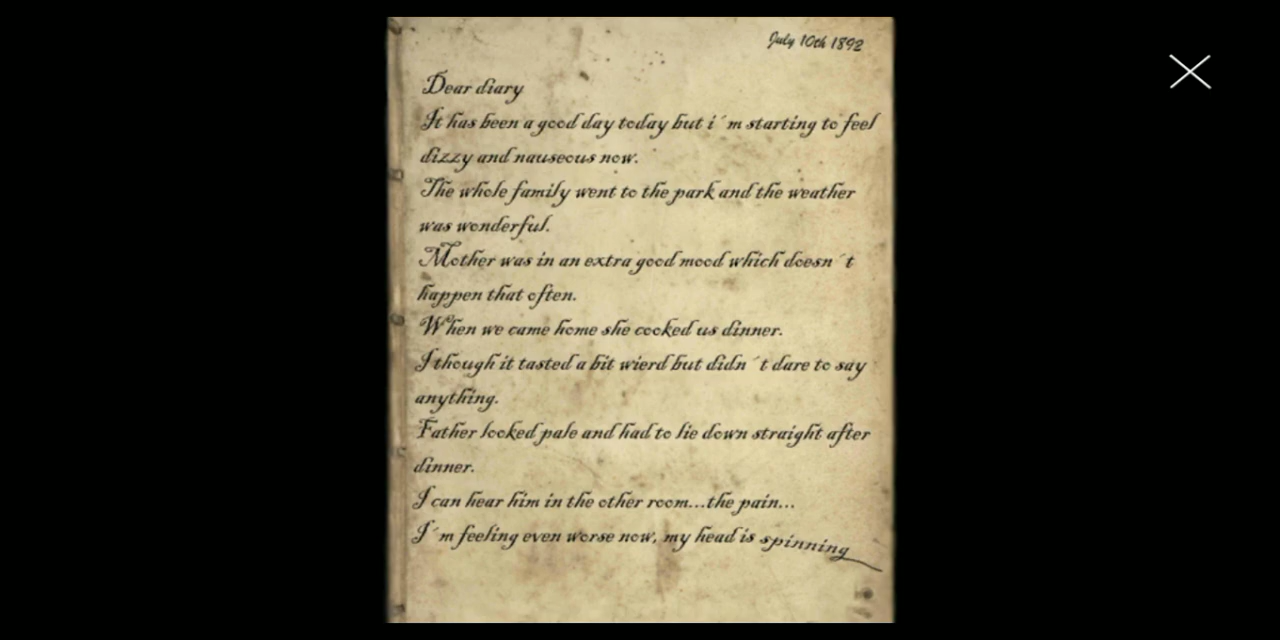 July 10th 1892
Dear diary
It has been a good day today but i´m starting to feel
dizzy and nauseous now.
The whole family went to the park and the weather
was wonderful.
Mother was in an extra good mood which doesn´t
happen that often.
When we came home she cooked us dinner.
I though it tasted a bit wierd but didn´t dare to say
anything.
Father looked pale and had to lie down straight after
dinner.
I can hear him in the other room...the pain...
I´m feeling even worse now, my head is spinning